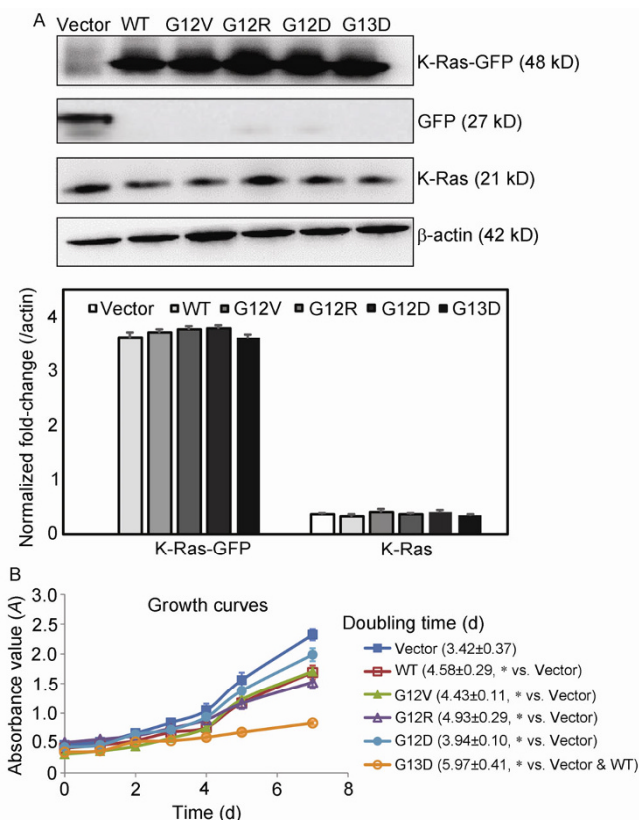 A
Vector WT G12V G12R G12D G13D
K-Ras-GFP (48 kD)
GFP (27 kD)
K-Ras (21 kD)
β-actin (42 kD)
Normalized fold-change (/actin)
4
3
2
1
0
Vector WT G12V G12R G12D G13D
K-Ras-GFP K-Ras
B
Growth curves
Absorbance value (A)
3.0
2.5
2.0
1.5
1.0
0.5
0
0 2 4 6 8
Time (d)
Doubling time (d)
Vector (3.42±0.37)
WT (4.58±0.29, * vs. Vector)
G12V (4.43±0.11, * vs. Vector)
G12R (4.93±0.29, * vs. Vector)
G12D (3.94±0.10, * vs. Vector)
G13D (5.97±0.41, * vs. Vector & WT)